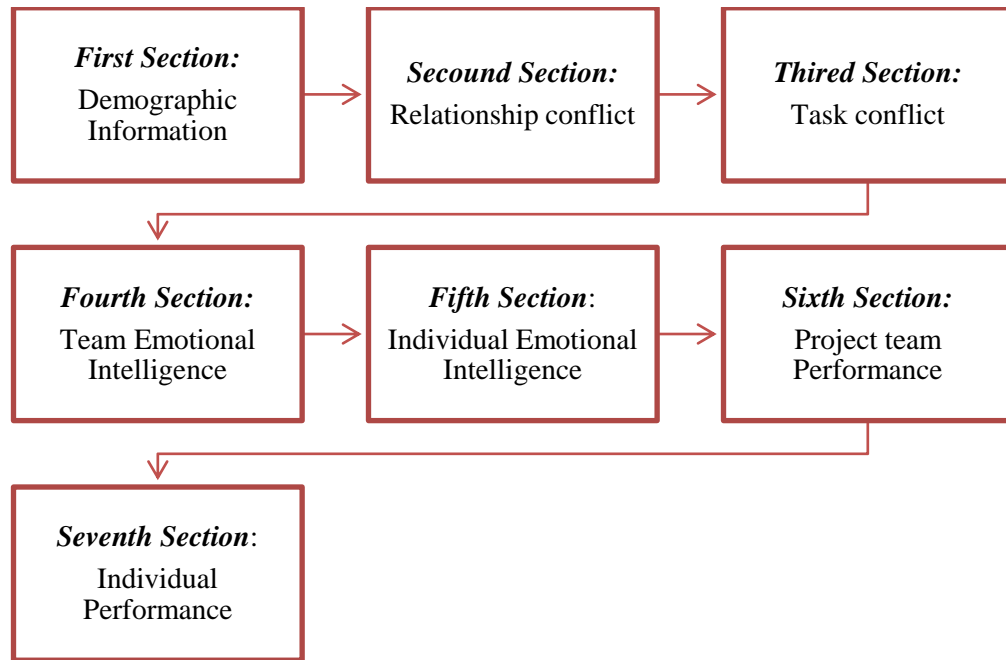 First Section:
Demographic
Information
Secound Section:
Relationship conflict
Thired Section:
Task conflict
Fourth Section:
Team Emotional
Intelligence
Fifth Section:
Individual Emotional
Intelligence
Sixth Section:
Project team
Performance
Seventh Section:
Individual
Performance